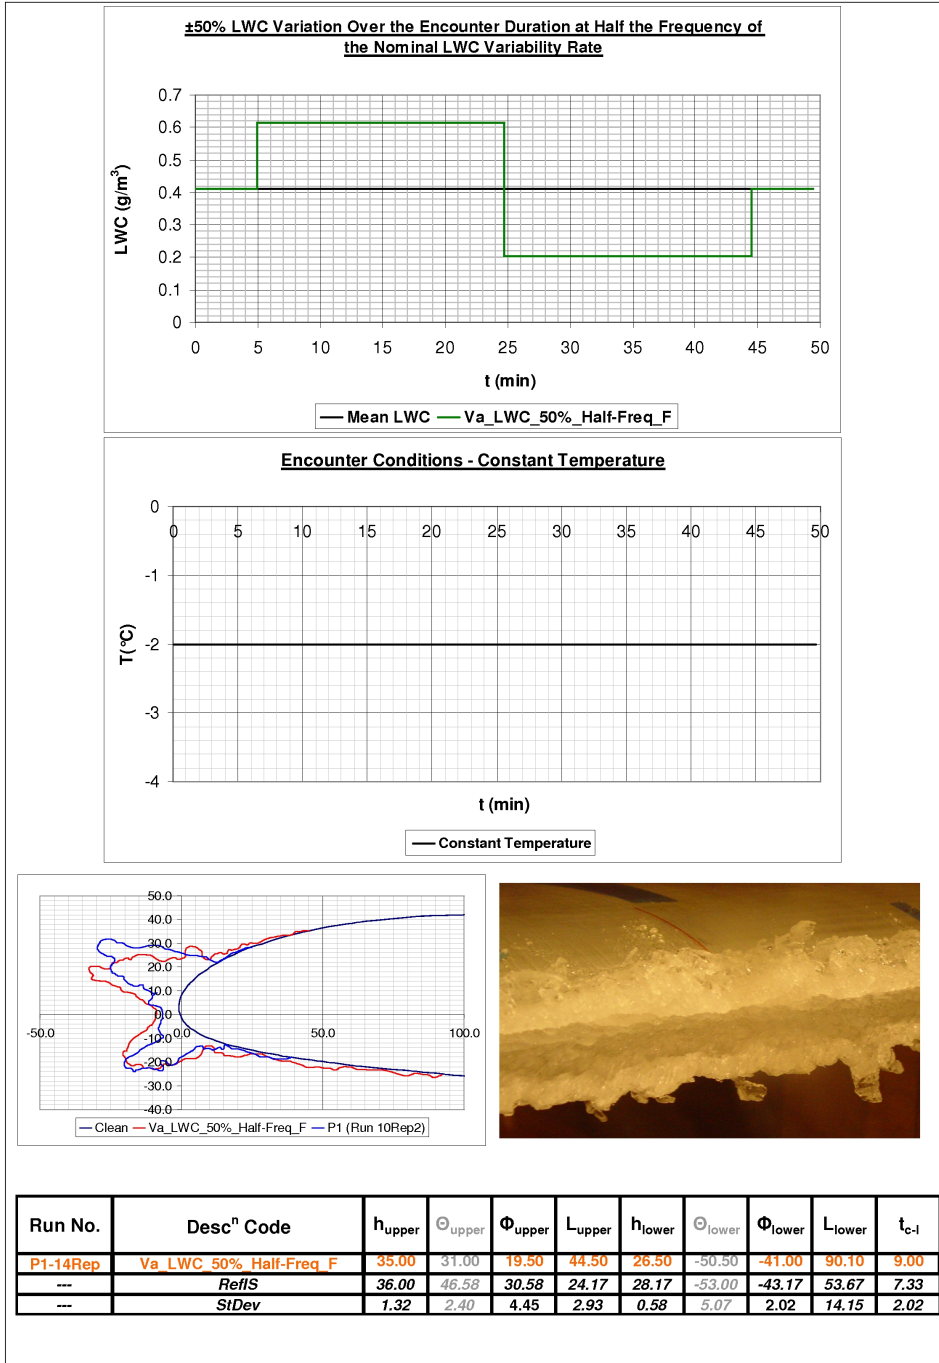 ±50% LWC Variation Over the Encounter Duration at Half the Frequency of
the Nominal LWC Variability Rate
0.7
0.6
0.5
0.4
0.3
0.2
0.1
0
LWC (g/m³)
0 5 10 15 20 25 30 35 40 45 50
t (min)
Mean LWC Va_LWC_50%_Half-Freq_F
Encounter Conditions - Constant Temperature
0
0 5 10 15 20 25 30 35 40 45 50
-1
-2
-3
-4
T(°C)
t (min)
Constant Temperature
50.0
40.0
30.0
20.0
10.0
0.0
-50.0 0.0 50.0 100.0
-10.0
-20.0
-30.0
-40.0
Clean Va_LWC_50%_Half-Freq_F P1 (Run 10Rep2)
Run No. Descⁿ Code h_upper Θ_upper Φ_upper L_upper h_lower Θ_lower Φ_lower L_lower t_c-l
P1-14Rep Va_LWC_50%_Half-Freq_F 35.00 31.00 19.50 44.50 26.50 -50.50 -41.00 90.10 9.00
--- RefIS 36.00 46.58 30.58 24.17 28.17 -53.00 -43.17 53.67 7.33
--- StDev 1.32 2.40 4.45 2.93 0.58 5.07 2.02 14.15 2.02